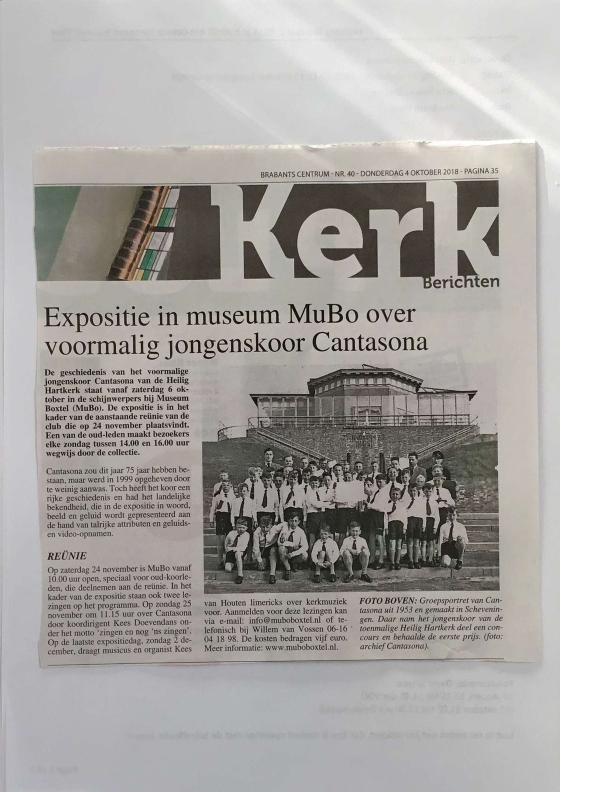 BRABANTS CENTRUM - NR. 40 - DONDERDAG 4 OKTOBER 2018 - PAGINA 35
Kerk
Berichten
Expositie in museum MuBo over
voormalig jongenskoor Cantasona
De geschiedenis van het voormalige
jongenskoor Cantasona van de Heilig
Hartkerk staat vanaf zaterdag 6 ok-
tober in de schijnwerpers bij Museum
Boxtel (MuBo). De expositie is in het
kader van de aanstaande reünie van de
club die op 24 november plaatsvindt.
Een van de oud-leden maakt bezoekers
elke zondag tussen 14.00 en 16.00 uur
wegwijs door de collectie.
Cantasona zou dit jaar 75 jaar hebben be-
staan, maar werd in 1999 opgeheven door
te weinig aanwas. Toch heeft het koor een
rijke geschiedenis en had het landelijke
bekendheid, die in de expositie in woord,
beeld en geluid wordt gepresenteerd aan
de hand van talrijke attributen en geluids-
en video-opnamen.
REÜNIE
Op zaterdag 24 november is MuBo vanaf
10.00 uur open, speciaal voor oud-koorle-
den, die deelnemen aan de reünie. In het
kader van de expositie staan ook twee le-
zingen op het programma. Op zondag 25
november om 11.15 uur over Cantasona
door koordirigent Kees Doevendans on-
der het motto 'zingen en nog 'ns zingen'.
Op de laatste expositiedag, zondag 2 de-
cember, draagt musicus en organist Kees
van Houten limericks over kerkmuziek
voor. Aanmelden voor deze lezingen kan
via e-mail: info@muboboxtel.nl of te-
lefonisch bij Willem van Vossen 06-16
04 18 98. De kosten bedragen vijf euro.
Meer informatie: www.muboboxtel.nl.
FOTO BOVEN: Groepsportret van Can-
tasona uit 1953 en gemaakt in Schevenin-
gen. Daar nam het jongenskoor van de
toenmalige Heilig Hartkerk deel een con-
cours en behaalde de eerste prijs. (foto:
archief Cantasona).